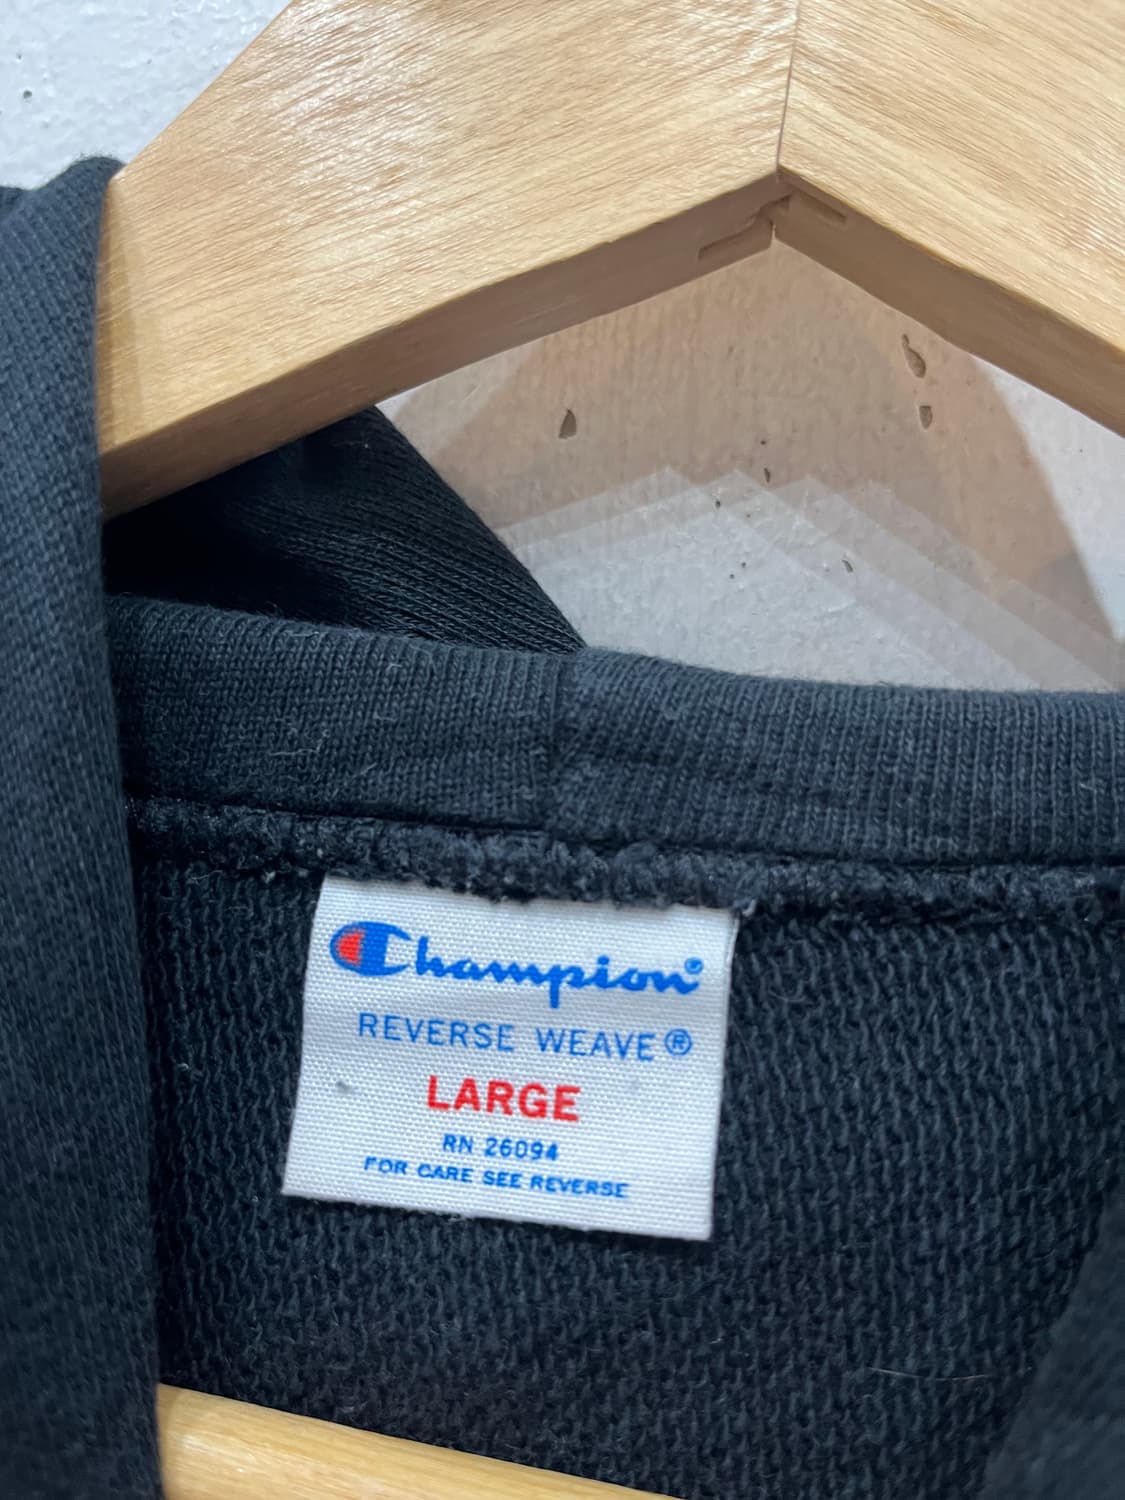 Champion®
REVERSE WEAVE®
LARGE
RN 26094
FOR CARE SEE REVERSE